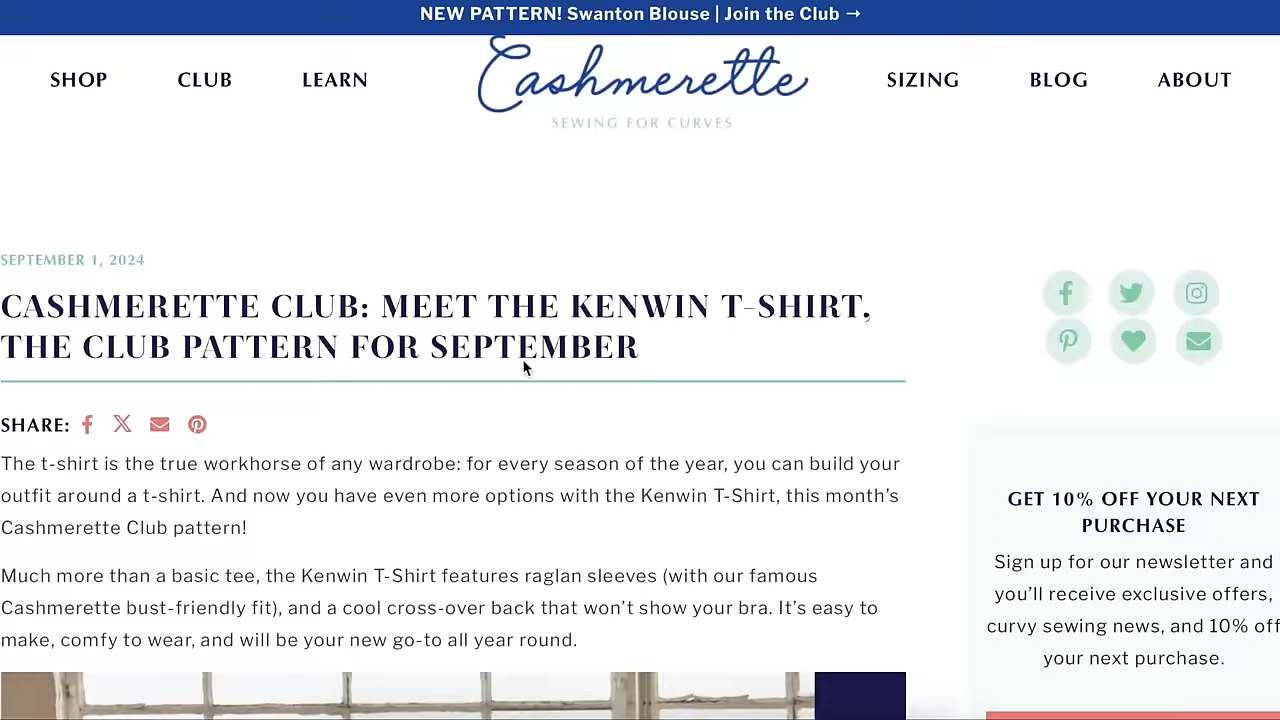 NEW PATTERN! Swanton Blouse | Join the Club →
SHOP CLUB LEARN
Cashmerette
SEWING FOR CURVES
SIZING BLOG ABOUT
SEPTEMBER 1, 2024
CASHMERETTE CLUB: MEET THE KENWIN T-SHIRT,
THE CLUB PATTERN FOR SEPTEMBER
SHARE:
The t-shirt is the true workhorse of any wardrobe: for every season of the year, you can build your
outfit around a t-shirt. And now you have even more options with the Kenwin T-Shirt, this month’s
Cashmerette Club pattern!
Much more than a basic tee, the Kenwin T-Shirt features raglan sleeves (with our famous
Cashmerette bust-friendly fit), and a cool cross-over back that won’t show your bra. It’s easy to
make, comfy to wear, and will be your new go-to all year round.
GET 10% OFF YOUR NEXT
PURCHASE
Sign up for our newsletter and
you’ll receive exclusive offers,
curvy sewing news, and 10% off
your next purchase.